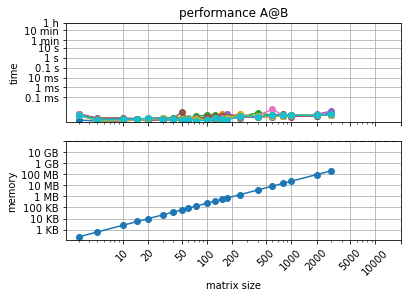 performance A@B
1 h
10 min
1 min
10 s
1 s
0.1 s
10 ms
1 ms
0.1 ms
time
10 GB
1 GB
100 MB
10 MB
1 MB
100 KB
10 KB
1 KB
memory
10
20
50
100
200
500
1000
2000
5000
10000
matrix size